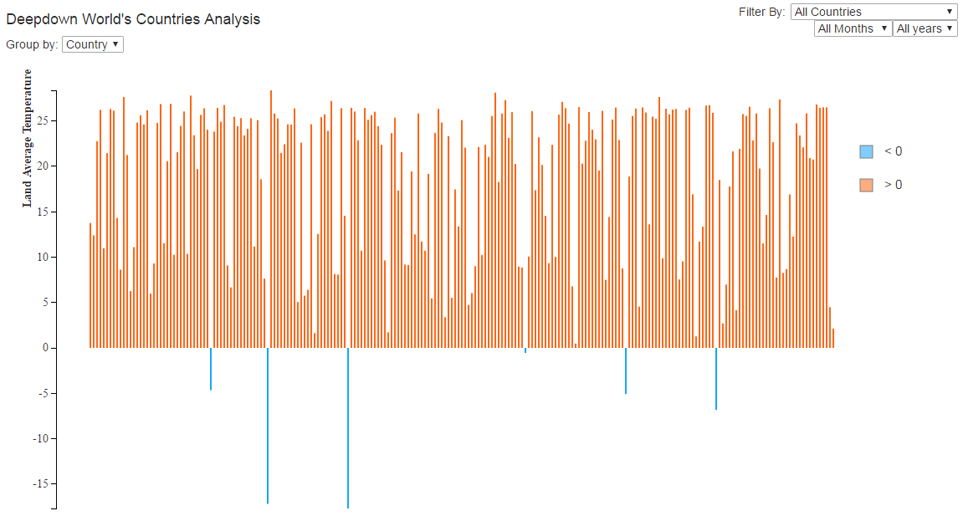 Deepdown World's Countries Analysis
Filter By: All Countries
All Months All years
Group by: Country
Land Average Temperature
25
20
15
10
5
0
-5
-10
-15
< 0
> 0